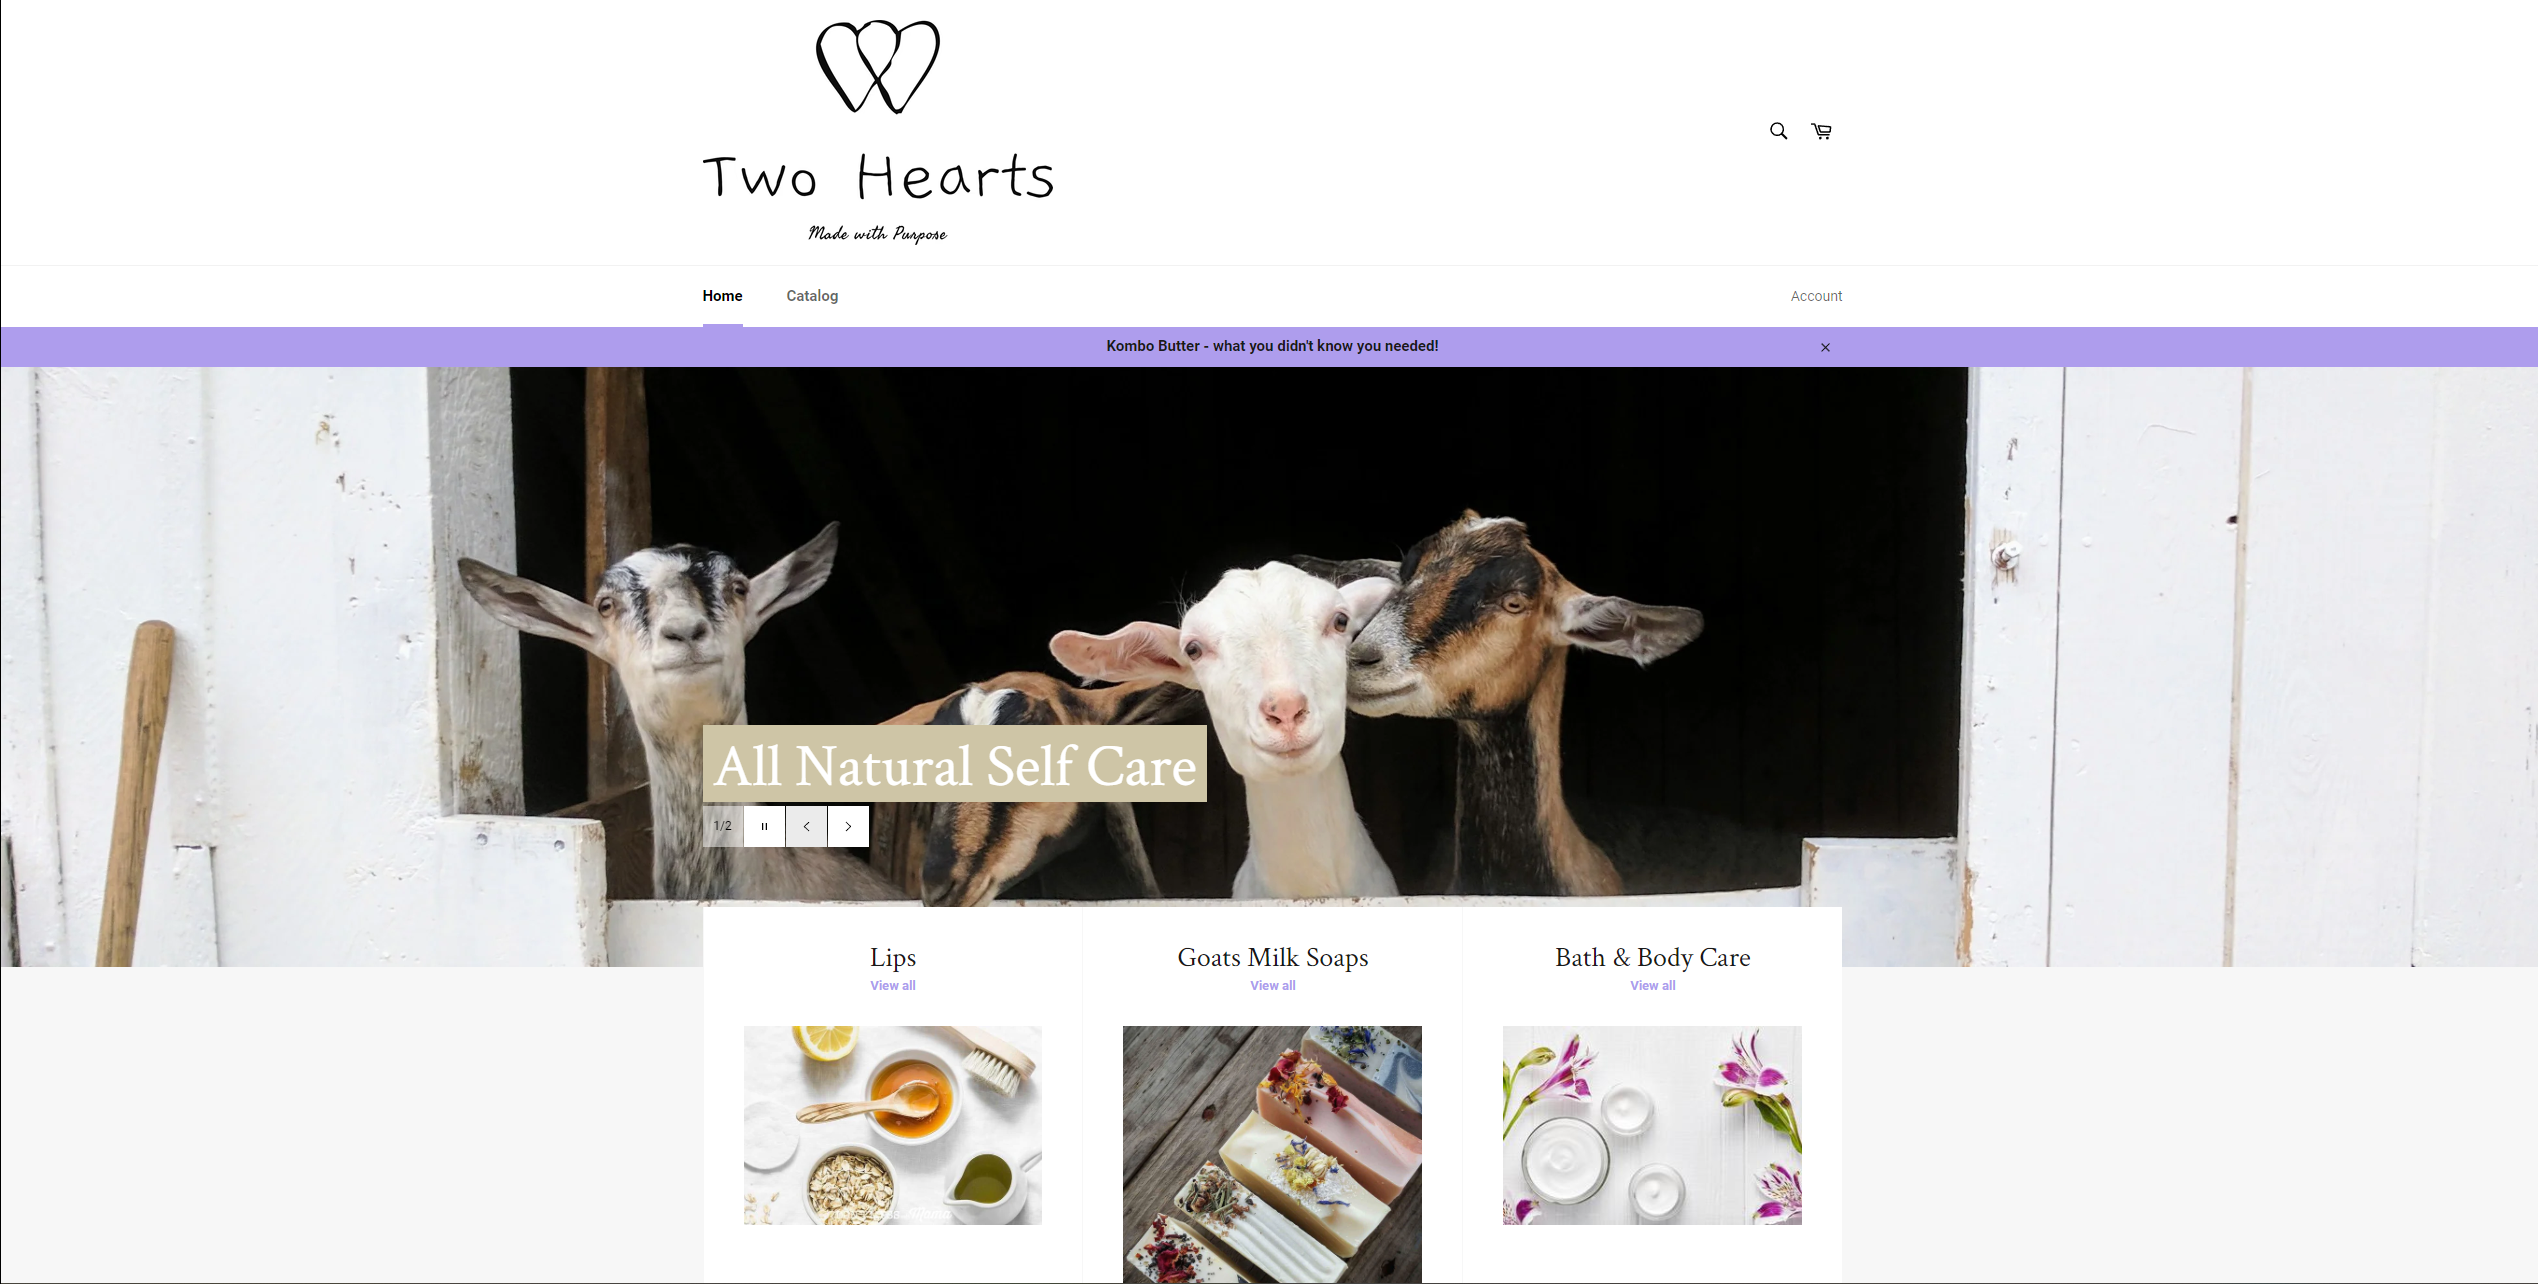 Two Hearts
Made with Purpose
Home
Catalog
Account
Kombo Butter - what you didn't know you needed!
All Natural Self Care
1/2
Lips
View all
Goats Milk Soaps
View all
Bath & Body Care
View all
Mama